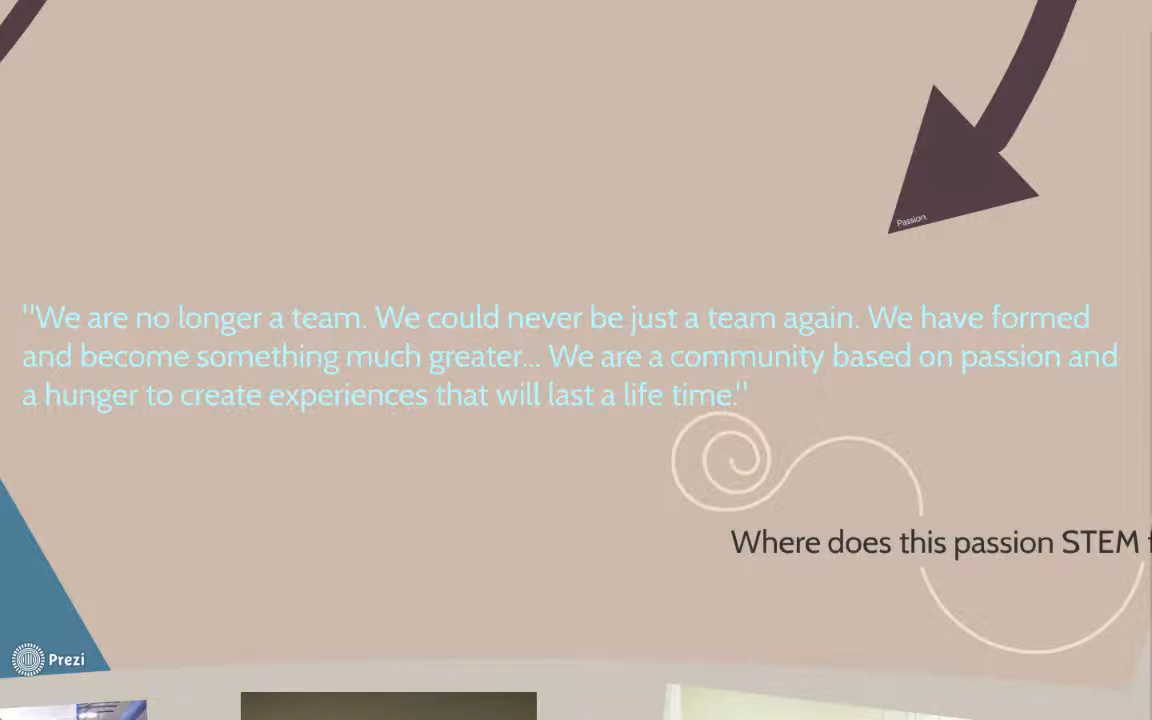 Passion
"We are no longer a team. We could never be just a team again. We have formed
and become something much greater... We are a community based on passion and
a hunger to create experiences that will last a life time."
Where does this passion STEM
Prezi